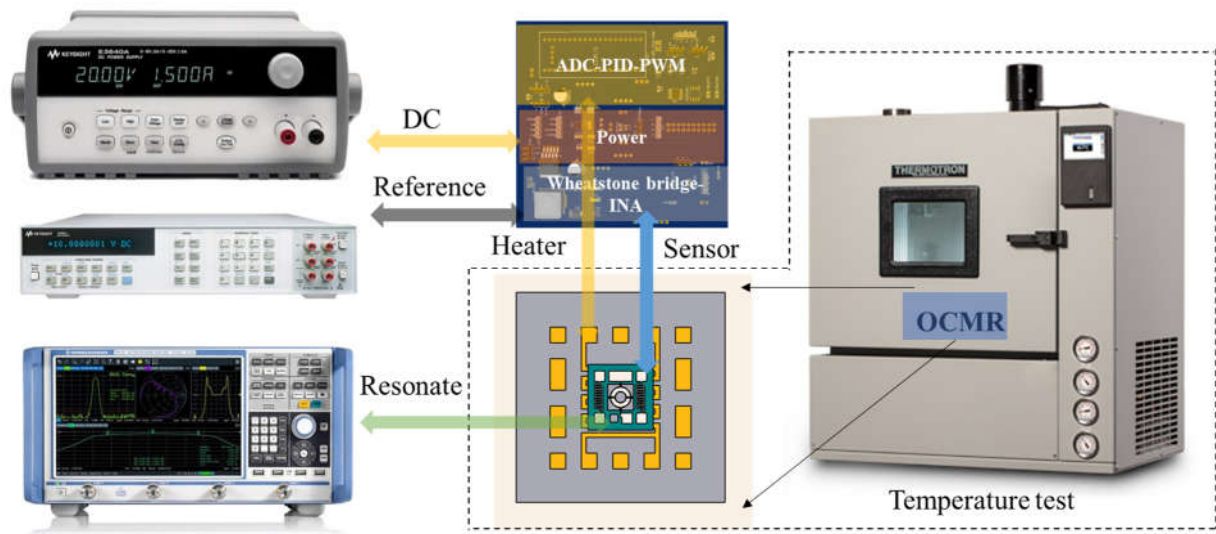 KEYSIGHT E3640A
20.00V 1.500A
ADC-PID-PWM
DC
Power
Reference
Wheatstone bridge-
INA
+10.0000001 V DC
Heater
Sensor
THERMOTRON
OCMR
Resonate
Temperature test